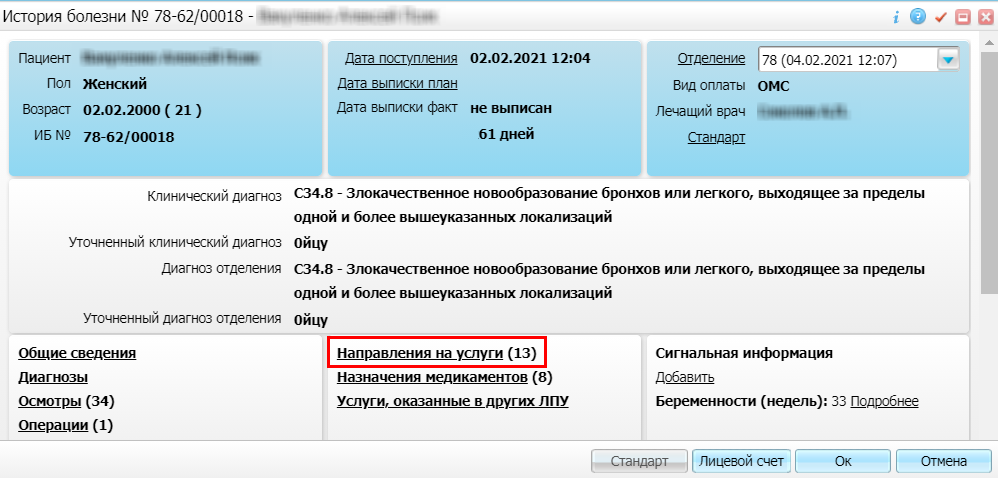 История болезни № 78-62/00018 -
Пациент
Пол Женский
Возраст 02.02.2000 ( 21 )
ИБ № 78-62/00018
Дата поступления 02.02.2021 12:04
Дата выписки план
Дата выписки факт не выписан
61 дней
Отделение 78 (04.02.2021 12:07)
Вид оплаты ОМС
Лечащий врач
Стандарт
Клинический диагноз C34.8 - Злокачественное новообразование бронхов или легкого, выходящее за пределы
одной и более вышеуказанных локализаций
Уточненный клинический диагноз 0йцу
Диагноз отделения C34.8 - Злокачественное новообразование бронхов или легкого, выходящее за пределы
одной и более вышеуказанных локализаций
Уточненный диагноз отделения 0йцу
Общие сведения
Диагнозы
Осмотры (34)
Операции (1)
Направления на услуги (13)
Назначения медикаментов (8)
Услуги, оказанные в других ЛПУ
Сигнальная информация
Добавить
Беременности (недель): 33 Подробнее
Стандарт Лицевой счет Ок Отмена